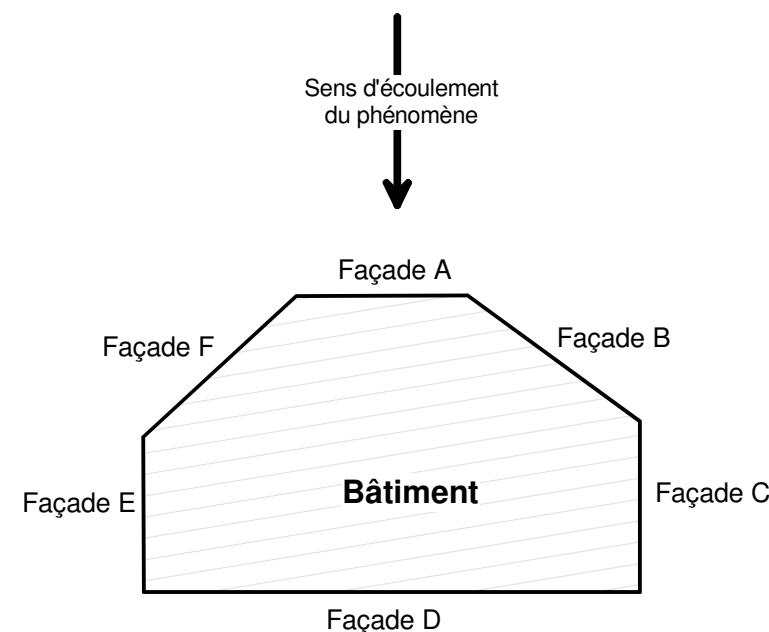 Sens d'écoulement
du phénomène
Façade A
Façade B
Façade F
Bâtiment
Façade E
Façade C
Façade D